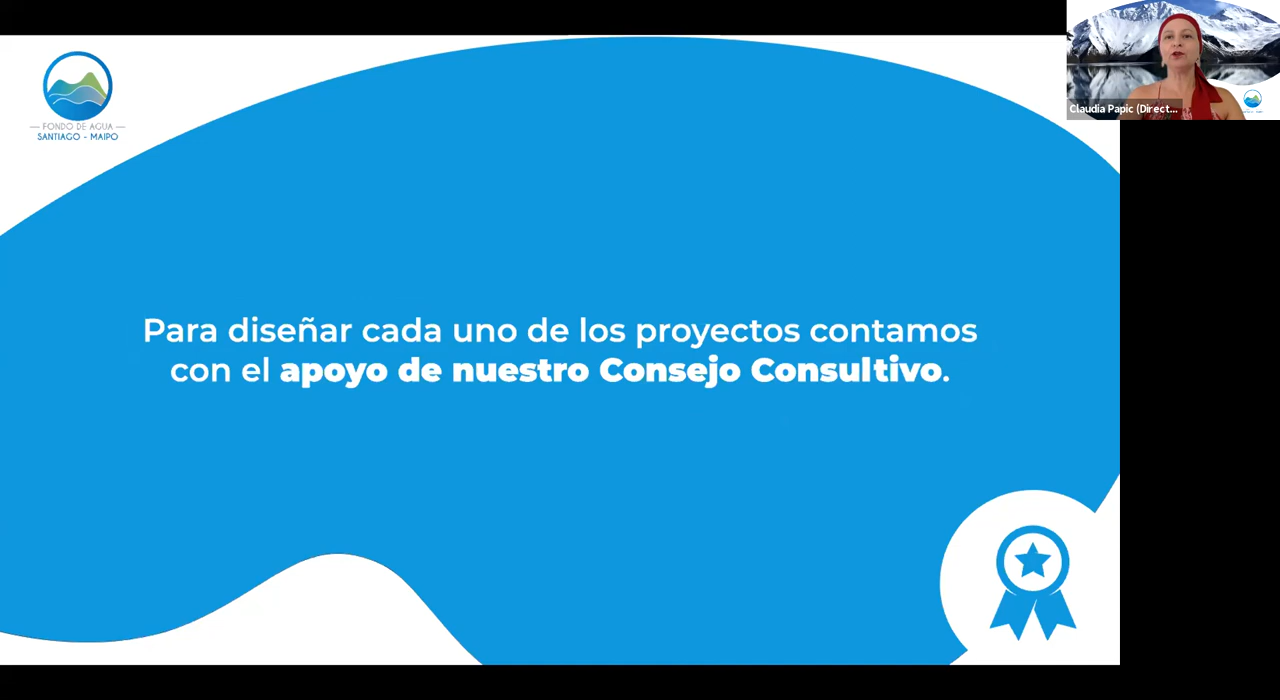 FONDO DE AGUA
SANTIAGO - MAIPO
Claudia Papic (Direct...
Para diseñar cada uno de los proyectos contamos
con el apoyo de nuestro Consejo Consultivo.